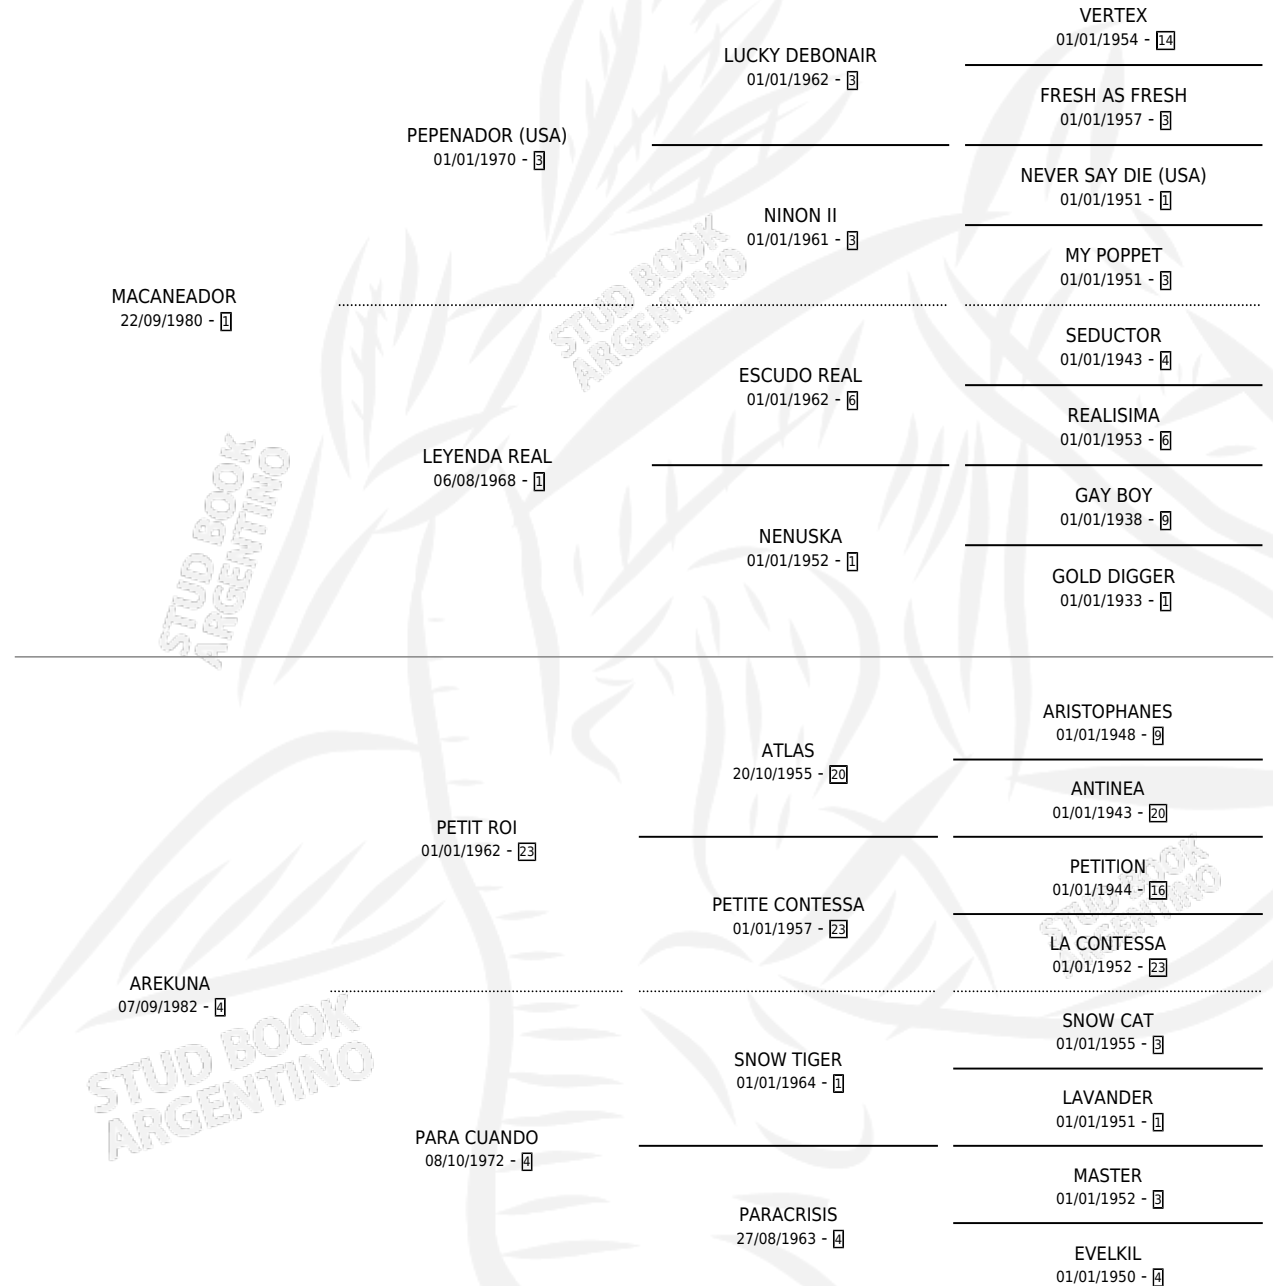 VERTEX
01/01/1954 - 14
LUCKY DEBONAIR
01/01/1962 - 3
FRESH AS FRESH
01/01/1957 - 3
PEPENADOR (USA)
01/01/1970 - 3
NEVER SAY DIE (USA)
01/01/1951 - 1
NINON II
01/01/1961 - 3
MY POPPET
01/01/1951 - 3
MACANEADOR
22/09/1980 - 1
SEDUCTOR
01/01/1943 - 4
ESCUDO REAL
01/01/1962 - 6
REALISIMA
01/01/1953 - 6
LEYENDA REAL
06/08/1968 - 1
GAY BOY
01/01/1938 - 9
NENUSKA
01/01/1952 - 1
GOLD DIGGER
01/01/1933 - 1
ARISTOPHANES
01/01/1948 - 9
ATLAS
20/10/1955 - 20
ANTINEA
01/01/1943 - 20
PETIT ROI
01/01/1962 - 23
PETITION
01/01/1944 - 16
PETITE CONTESSA
01/01/1957 - 23
LA CONTESSA
01/01/1952 - 23
AREKUNA
07/09/1982 - 4
SNOW CAT
01/01/1955 - 3
SNOW TIGER
01/01/1964 - 1
LAVANDER
01/01/1951 - 1
PARA CUANDO
08/10/1972 - 4
MASTER
01/01/1952 - 3
PARACRISIS
27/08/1963 - 4
EVELKIL
01/01/1950 - 4
STUD BOOK
ARGENTINO
STUD BOOK
ARGENTINO
STUD BOOK
ARGENTINO
STUD BOOK
ARGENTINO